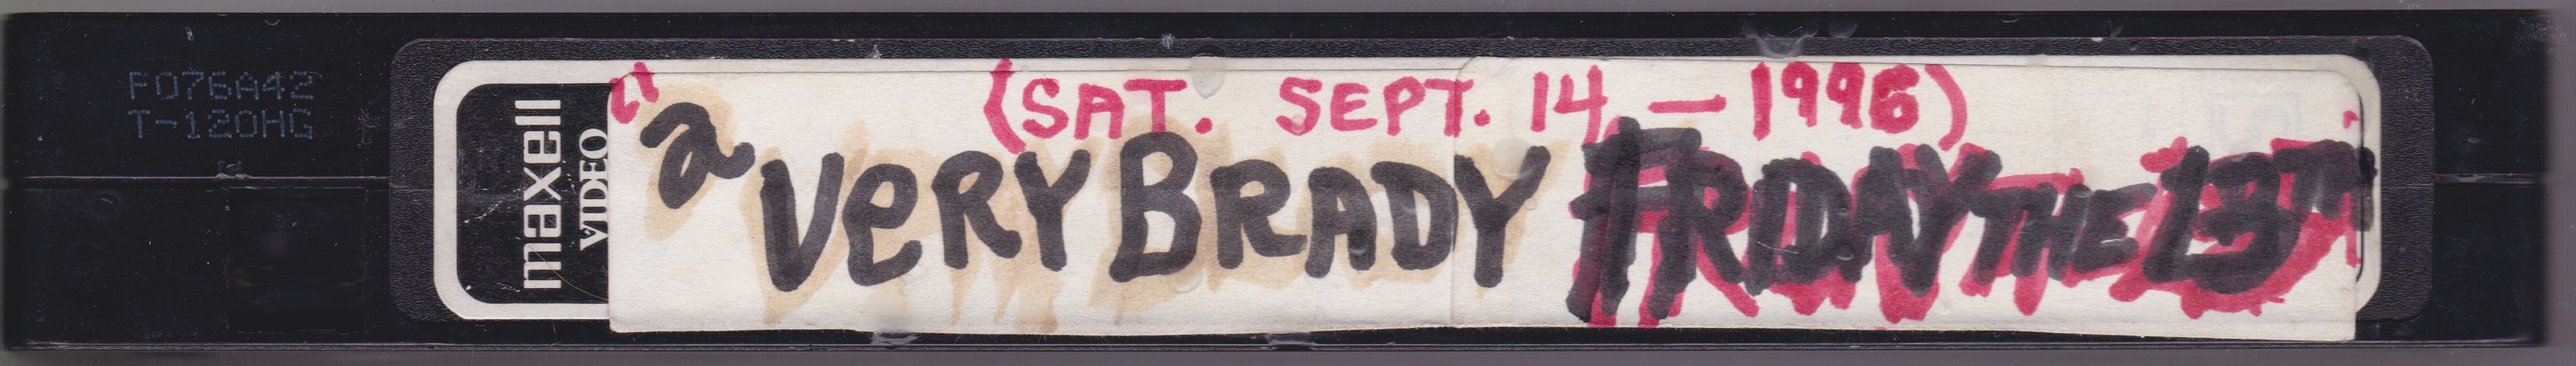 F076A42
T-120HG
maxell
VIDEO
(SAT. SEPT. 14 — 1996)
"a VeRY BRADY FRIDAY THE 13TH"